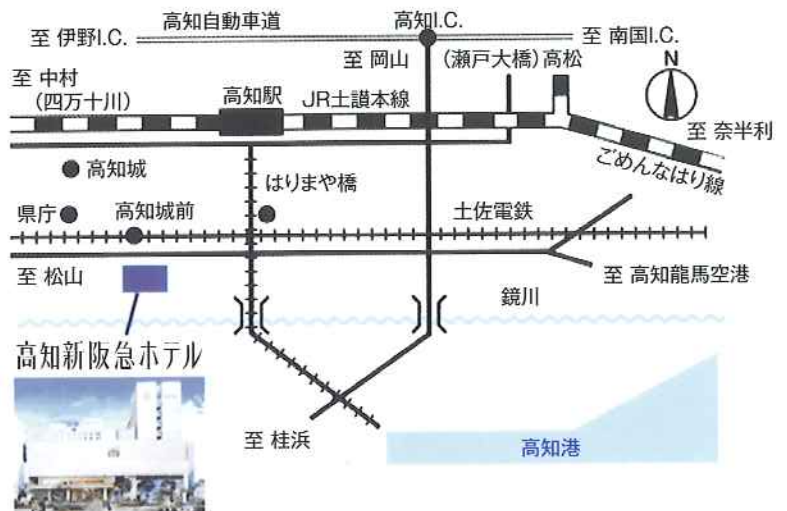 高知自動車道
高知I.C.
至 伊野I.C.
至 南国I.C.
至 岡山
(瀬戸大橋)
高松
N
至 中村
(四万十川)
高知駅
JR土讃本線
至 奈半利
ごめんなはり線
高知城
はりまや橋
県庁
高知城前
土佐電鉄
至 松山
至 高知龍馬空港
鏡川
高知新阪急ホテル
至 桂浜
高知港